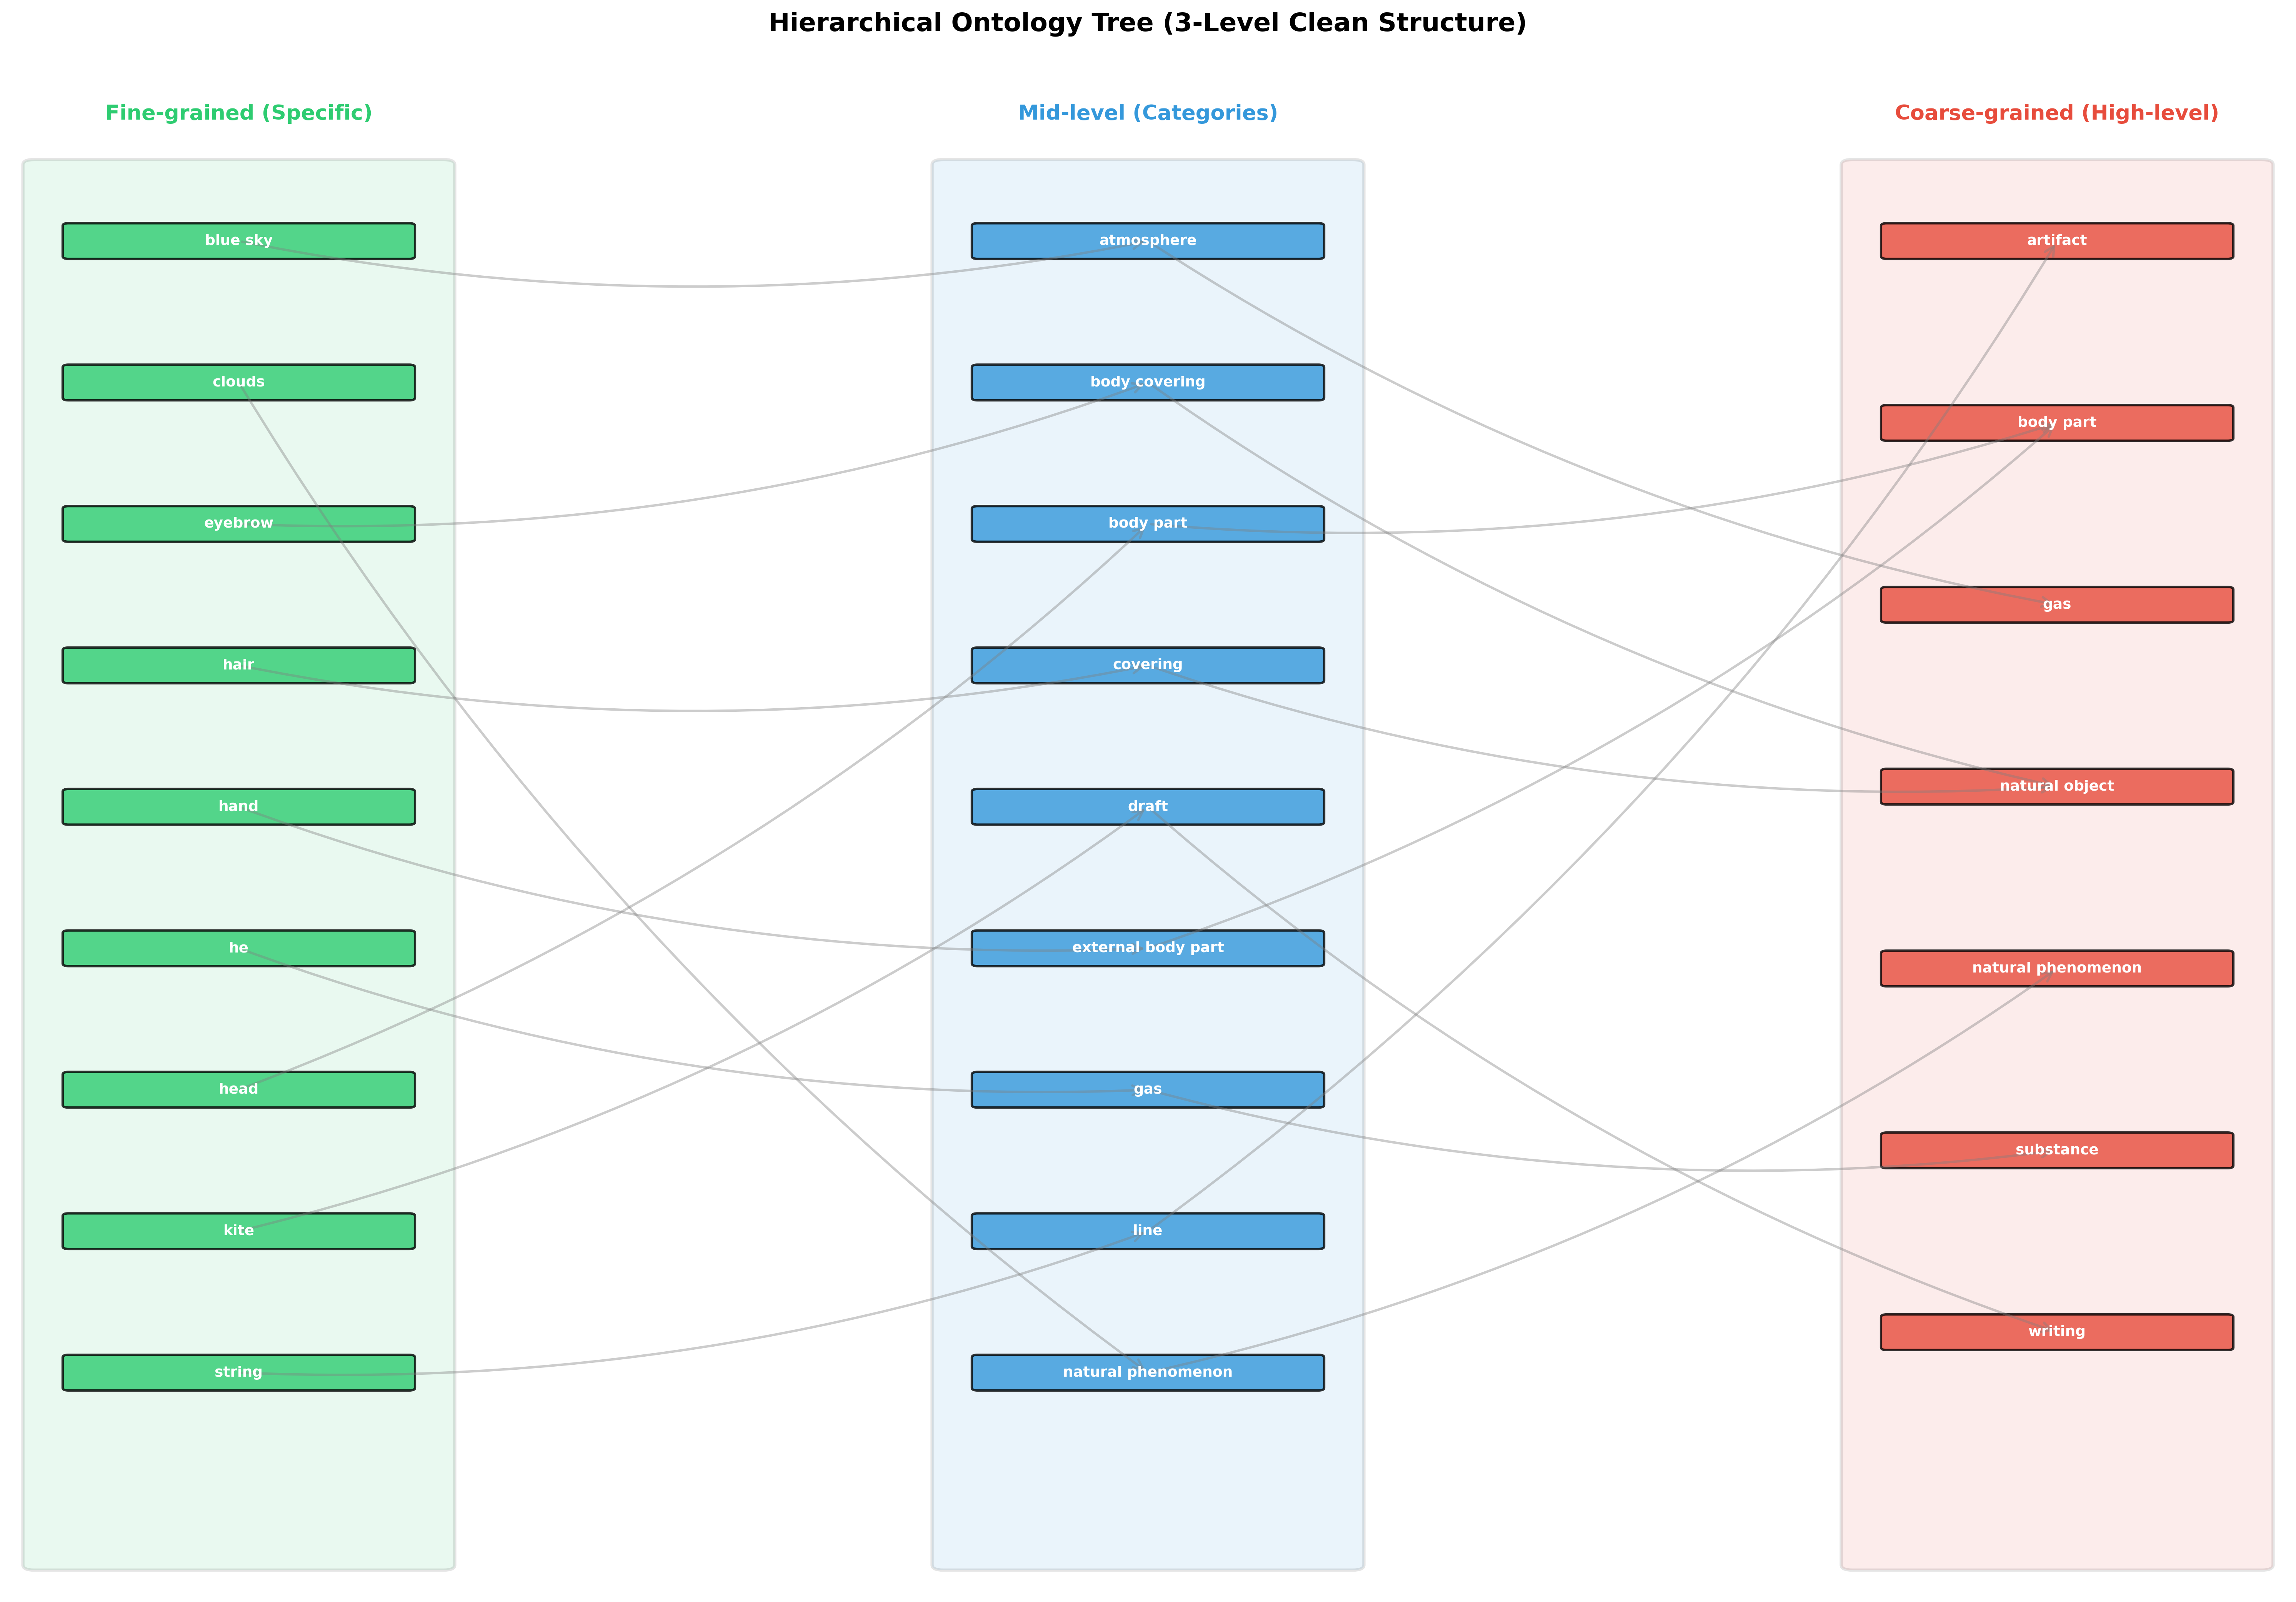 Hierarchical Ontology Tree (3-Level Clean Structure)
Fine-grained (Specific)
blue sky
clouds
eyebrow
hair
hand
he
head
kite
string
Mid-level (Categories)
atmosphere
body covering
body part
covering
draft
external body part
gas
line
natural phenomenon
Coarse-grained (High-level)
artifact
body part
gas
natural object
natural phenomenon
substance
writing